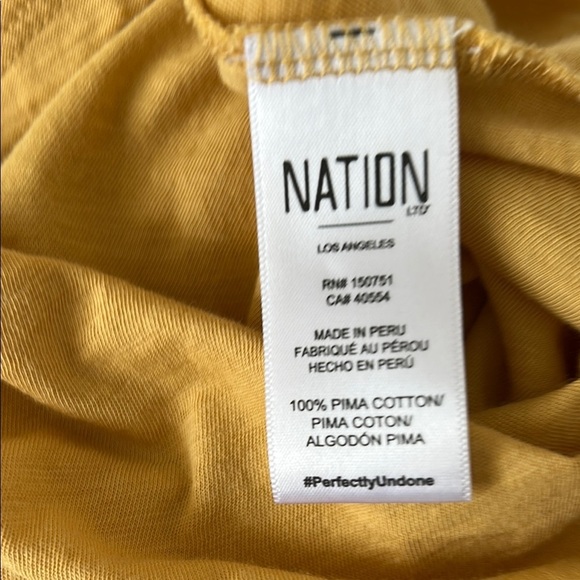 NATION
LTD
LOS ANGELES
RN# 150751
CA# 40554
MADE IN PERU
FABRIQUÉ AU PÉROU
HECHO EN PERÚ
100% PIMA COTTON/
PIMA COTON/
ALGODÓN PIMA
#PerfectlyUndone